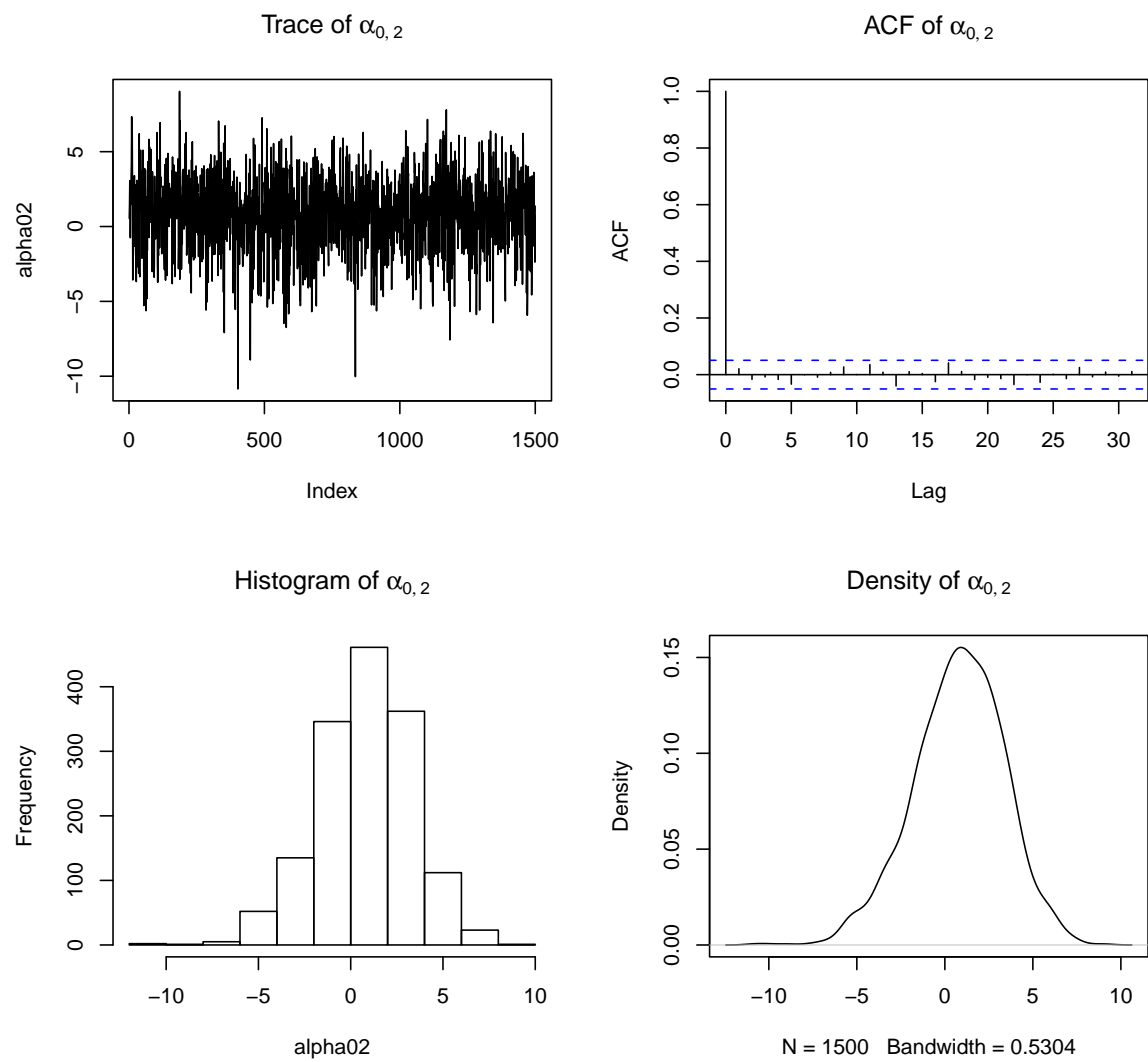 Trace of α0, 2
alpha02
5
0
−5
−10
0 500 1000 1500
Index
ACF of α0, 2
ACF
1.0
0.8
0.6
0.4
0.2
0.0
0 5 10 15 20 25 30
Lag
Histogram of α0, 2
Frequency
400
300
200
100
0
−10 −5 0 5 10
alpha02
Density of α0, 2
Density
0.15
0.10
0.05
0.00
−10 −5 0 5 10
N = 1500 Bandwidth = 0.5304